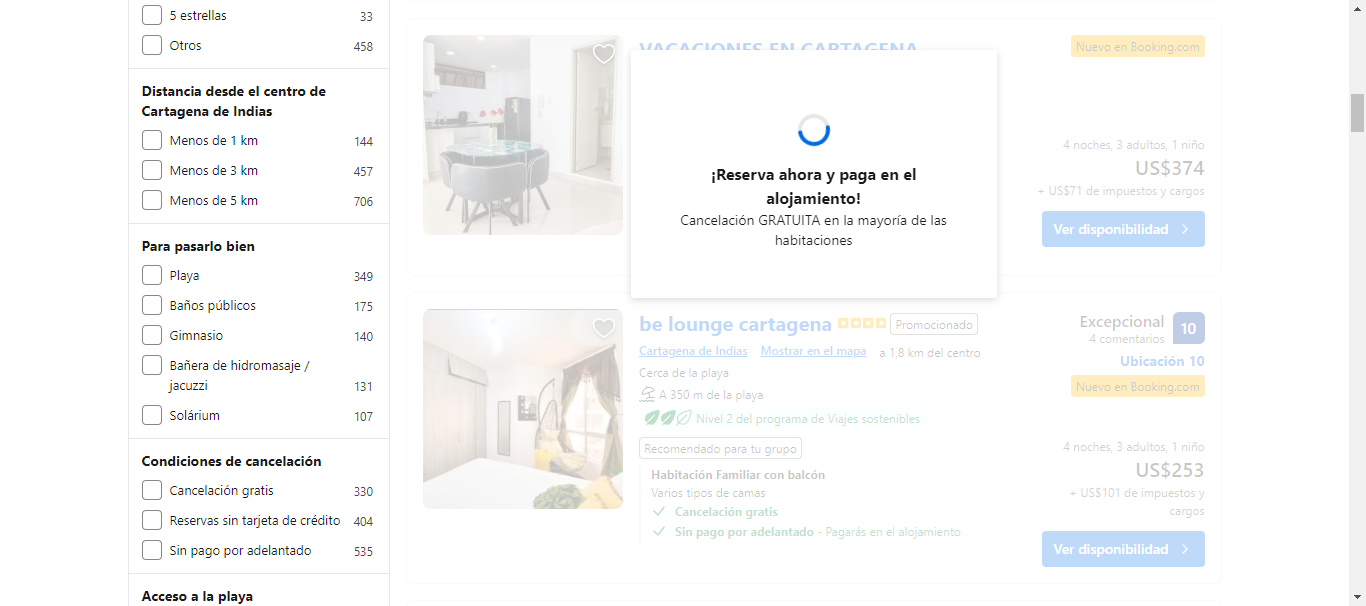 5 estrellas 33
Otros 458
Distancia desde el centro de
Cartagena de Indias
Menos de 1 km 144
Menos de 3 km 457
Menos de 5 km 706
Para pasarlo bien
Playa 349
Baños públicos 175
Gimnasio 140
Bañera de hidromasaje /
jacuzzi 131
Solárium 107
Condiciones de cancelación
Cancelación gratis 330
Reservas sin tarjeta de crédito 404
Sin pago por adelantado 535
Acceso a la playa
VACACIONES EN CARTAGENA
Nuevo en Booking.com
4 noches, 3 adultos, 1 niño
US$374
+ US$71 de impuestos y cargos
Ver disponibilidad
¡Reserva ahora y paga en el
alojamiento!
Cancelación GRATUITA en la mayoría de las
habitaciones
be lounge cartagena Promocionado
Cartagena de Indias Mostrar en el mapa a 1,8 km del centro
Cerca de la playa
A 350 m de la playa
Nivel 2 del programa de Viajes sostenibles
Recomendado para tu grupo
Habitación Familiar con balcón
Varios tipos de camas
Cancelación gratis
Sin pago por adelantado - Pagarás en el alojamiento
Excepcional 10
4 comentarios
Ubicación 10
Nuevo en Booking.com
4 noches, 3 adultos, 1 niño
US$253
+ US$101 de impuestos y
cargos
Ver disponibilidad